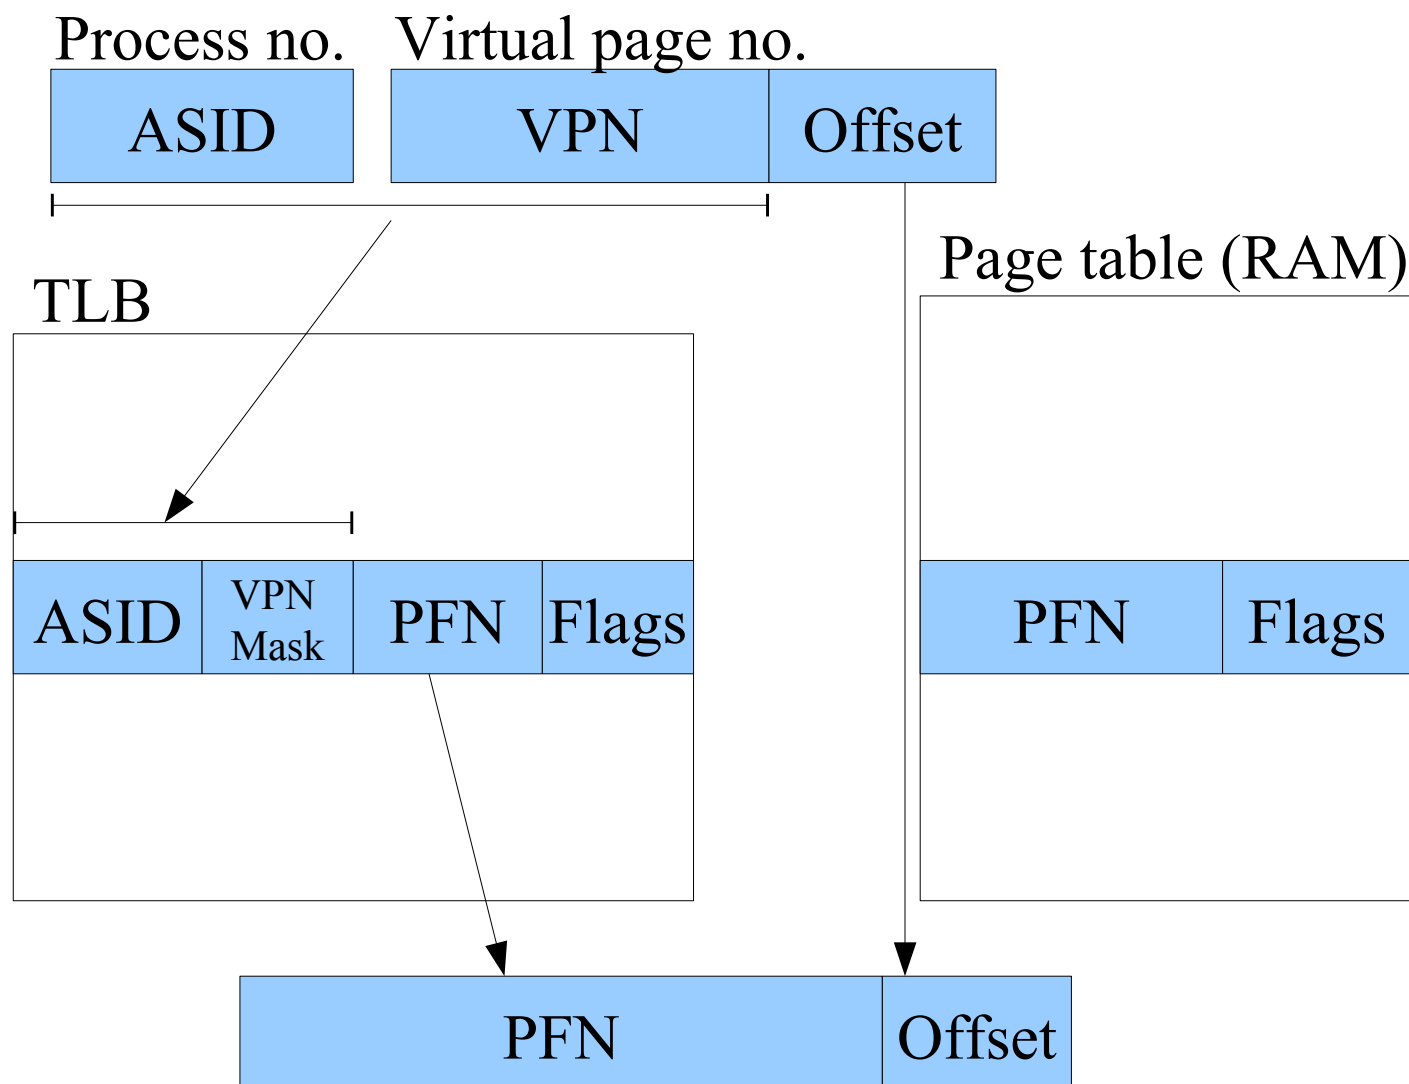 Process no. Virtual page no.
ASID VPN Offset
Page table (RAM)
TLB
ASID VPN Mask PFN Flags PFN Flags
PFN Offset